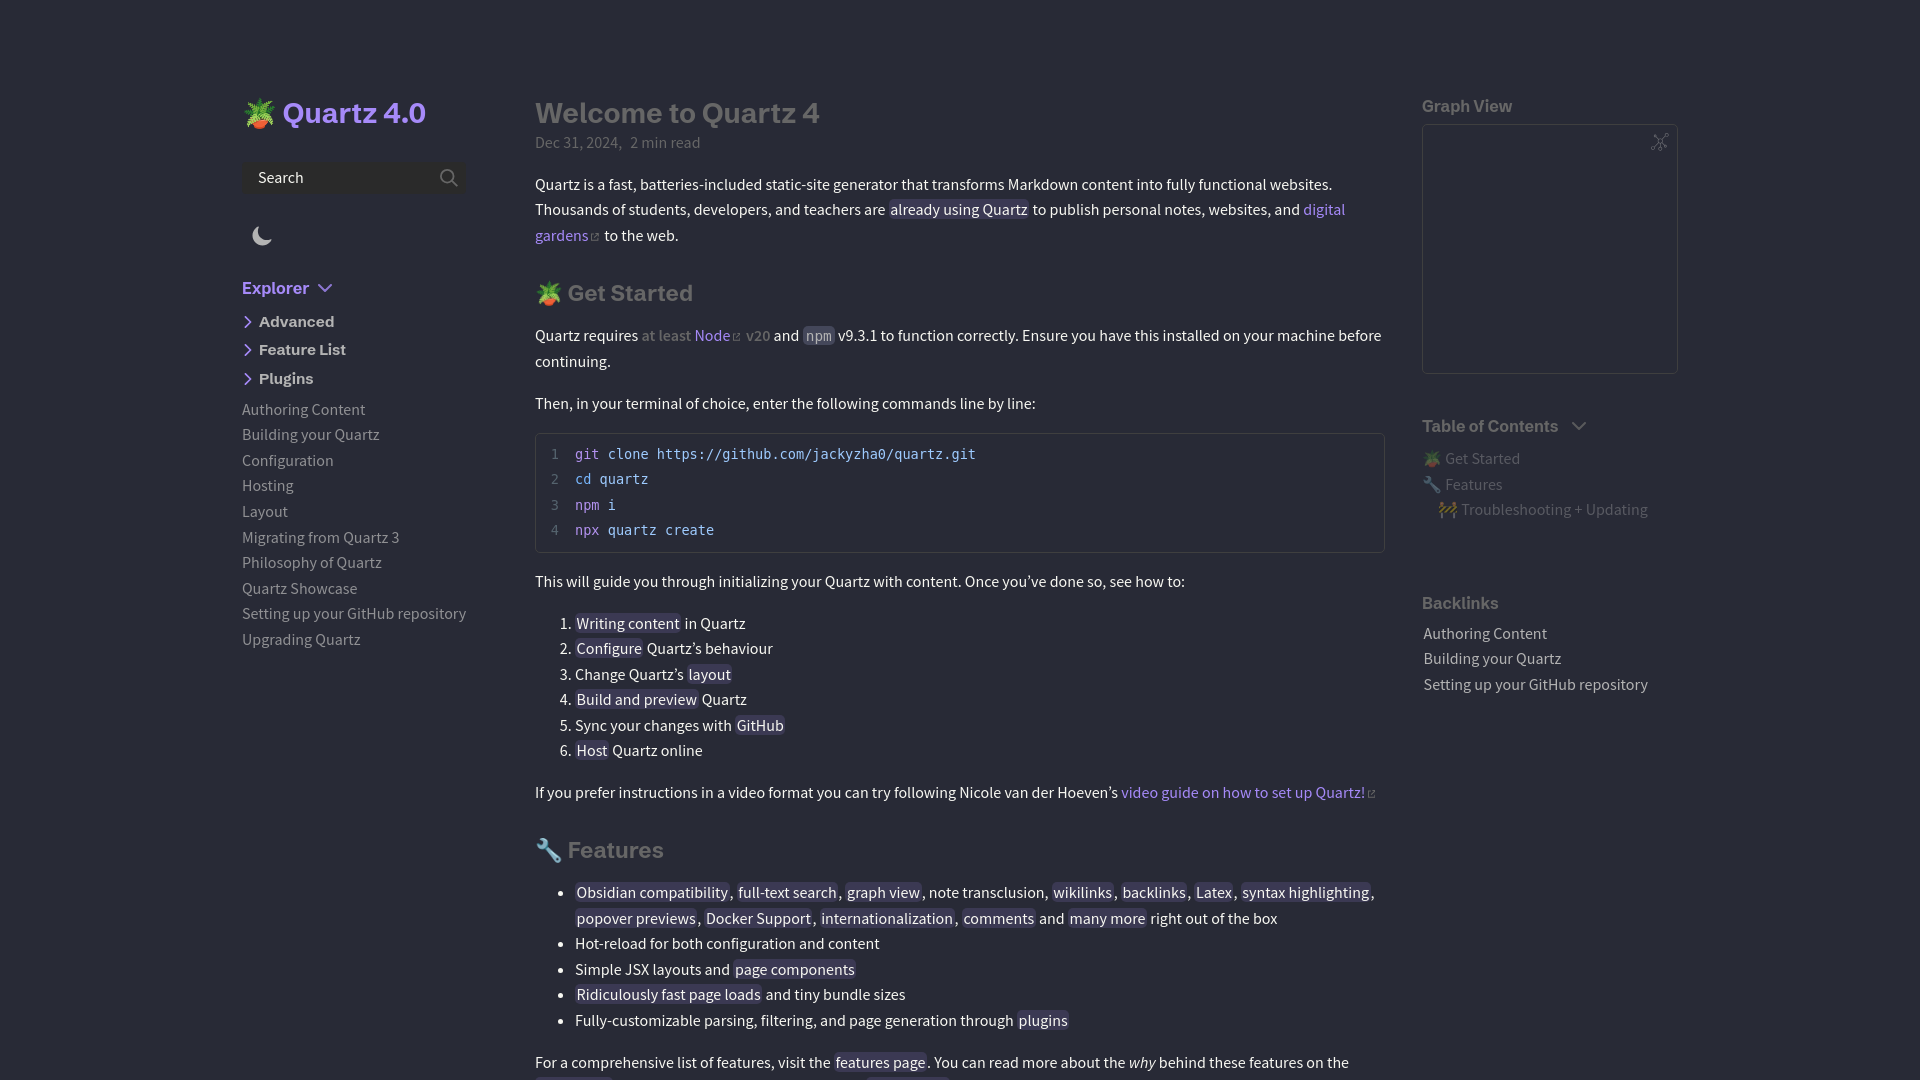 🪴 Quartz 4.0
Search
Explorer
Advanced
Feature List
Plugins
Authoring Content
Building your Quartz
Configuration
Hosting
Layout
Migrating from Quartz 3
Philosophy of Quartz
Quartz Showcase
Setting up your GitHub repository
Upgrading Quartz
Welcome to Quartz 4
Dec 31, 2024, 2 min read
Quartz is a fast, batteries-included static-site generator that transforms Markdown content into fully functional websites.
Thousands of students, developers, and teachers are already using Quartz to publish personal notes, websites, and digital
gardens to the web.
🪴 Get Started
Quartz requires at least Node v20 and npm v9.3.1 to function correctly. Ensure you have this installed on your machine before
continuing.
Then, in your terminal of choice, enter the following commands line by line:
1 git clone https://github.com/jackyzha0/quartz.git
2 cd quartz
3 npm i
4 npx quartz create
This will guide you through initializing your Quartz with content. Once you’ve done so, see how to:
1. Writing content in Quartz
2. Configure Quartz’s behaviour
3. Change Quartz’s layout
4. Build and preview Quartz
5. Sync your changes with GitHub
6. Host Quartz online
If you prefer instructions in a video format you can try following Nicole van der Hoeven’s video guide on how to set up Quartz!
🔧 Features
• Obsidian compatibility, full-text search, graph view, note transclusion, wikilinks, backlinks, Latex, syntax highlighting,
popover previews, Docker Support, internationalization, comments and many more right out of the box
• Hot-reload for both configuration and content
• Simple JSX layouts and page components
• Ridiculously fast page loads and tiny bundle sizes
• Fully-customizable parsing, filtering, and page generation through plugins
For a comprehensive list of features, visit the features page. You can read more about the why behind these features on the
Graph View
Table of Contents
🪴 Get Started
🔧 Features
🚧 Troubleshooting + Updating
Backlinks
Authoring Content
Building your Quartz
Setting up your GitHub repository